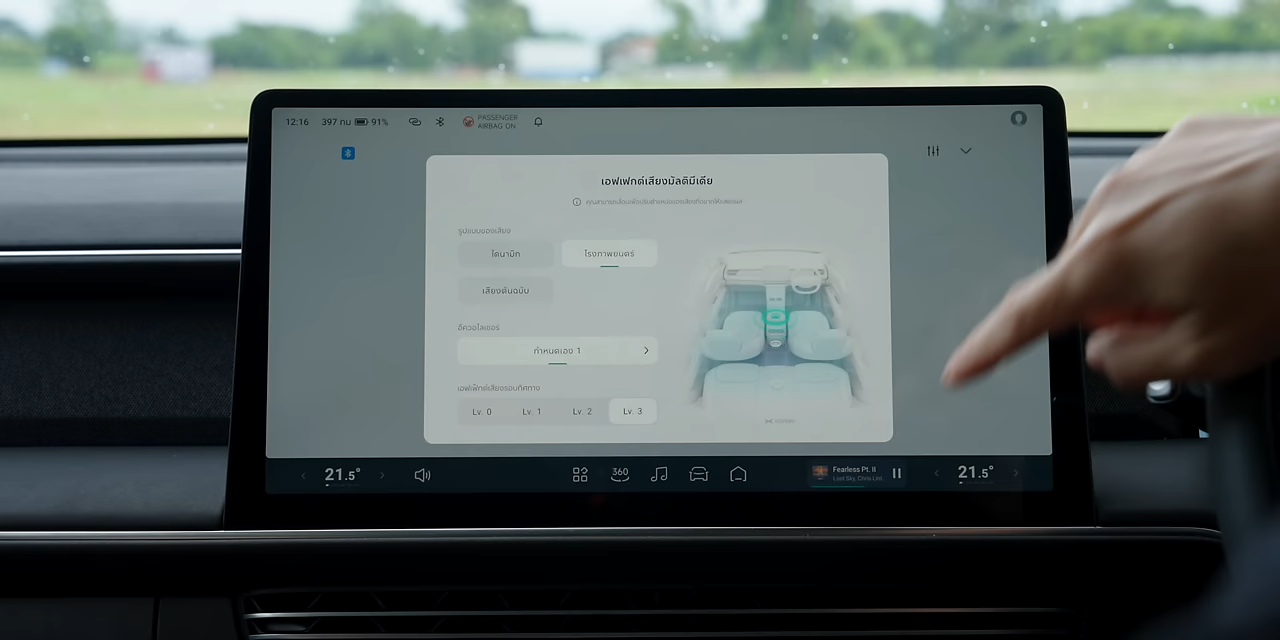 12:16 397 กม 91%
PASSENGER
AIRBAG ON
เอฟเฟกต์เสียงมัลติมีเดีย
รูปแบบของเสียง
ไดนามิก โรงภาพยนตร์
เสียงต้นฉบับ
อีควอไลเซอร์
กำหนดเอง 1
เอฟเฟ็กต์เสียงรอบทิศทาง
Lv. 0 Lv. 1 Lv. 2 Lv. 3
21.5° 360 Fearless Pt. II 21.5°
Lost Sky, Chris Lint